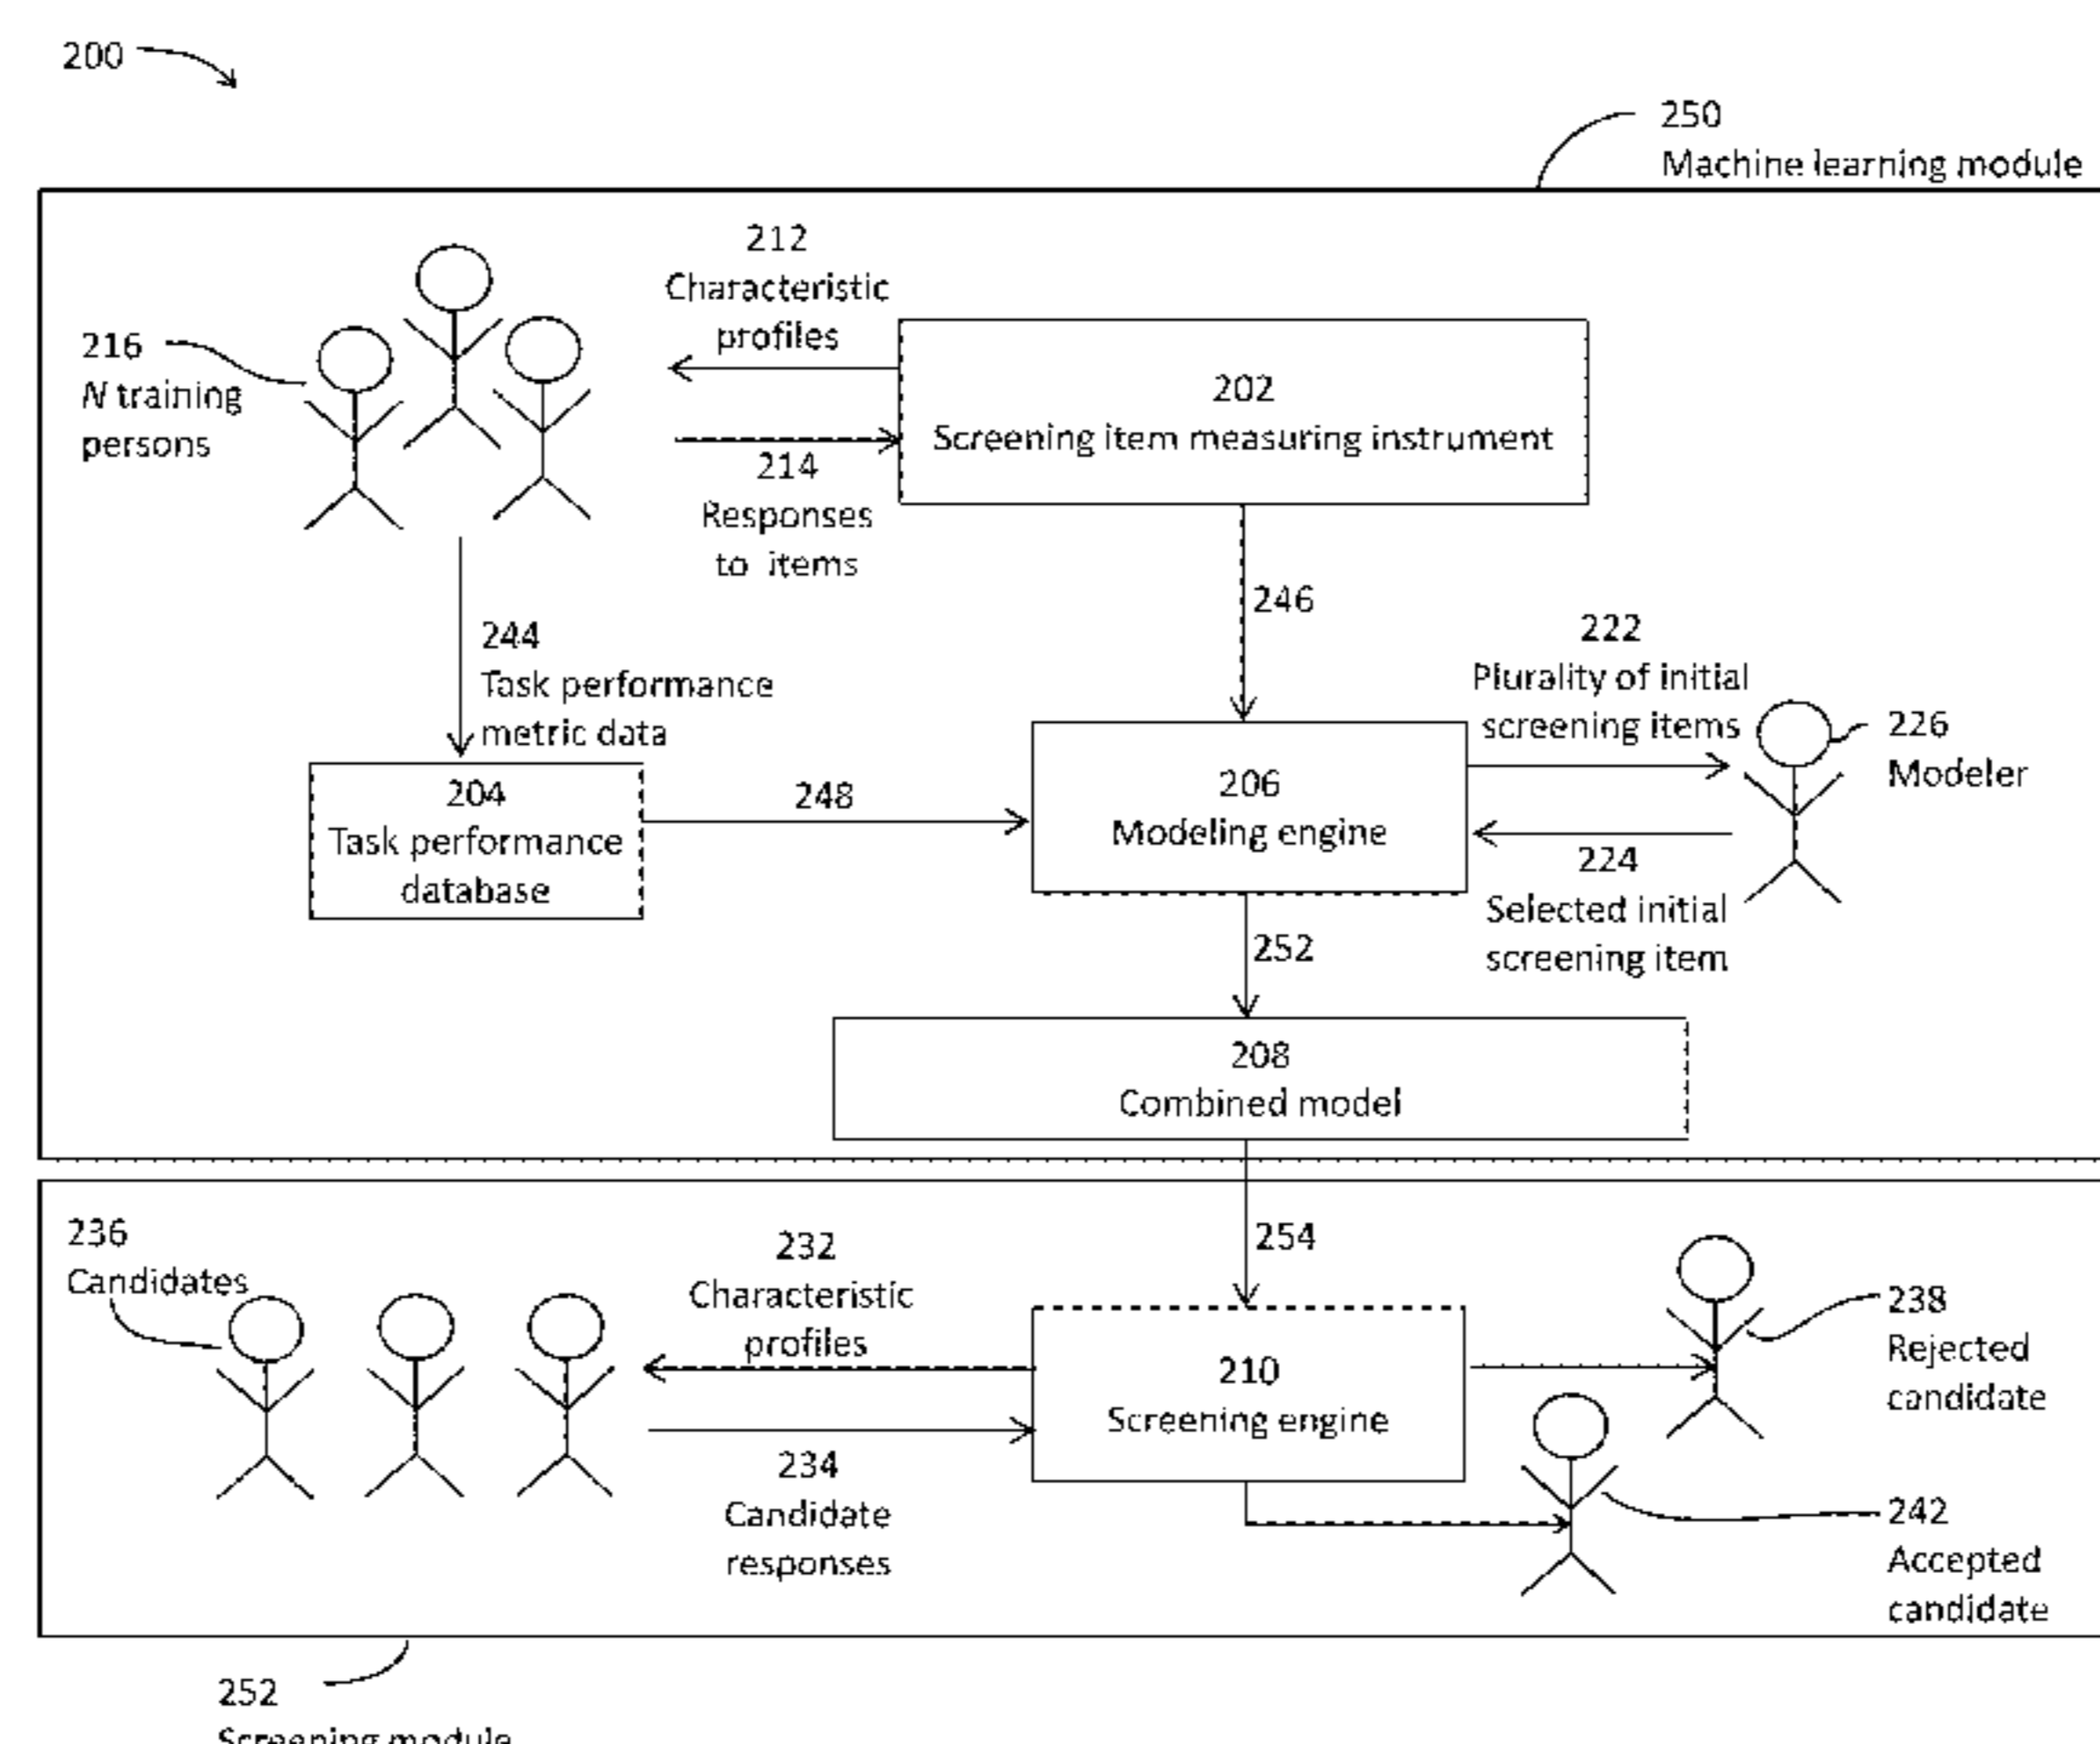 200
250
Machine learning module
212
Characteristic
profiles
216
N training
persons
202
Screening item measuring instrument
214
Responses
to items
246
244
Task performance
metric data
222
Plurality of initial
screening items
226
Modeler
204
Task performance
database
248
206
Modeling engine
224
Selected initial
screening item
252
208
Combined model
236
Candidates
232
Characteristic
profiles
254
238
Rejected
candidate
210
Screening engine
234
Candidate
responses
242
Accepted
candidate
252
Screening module